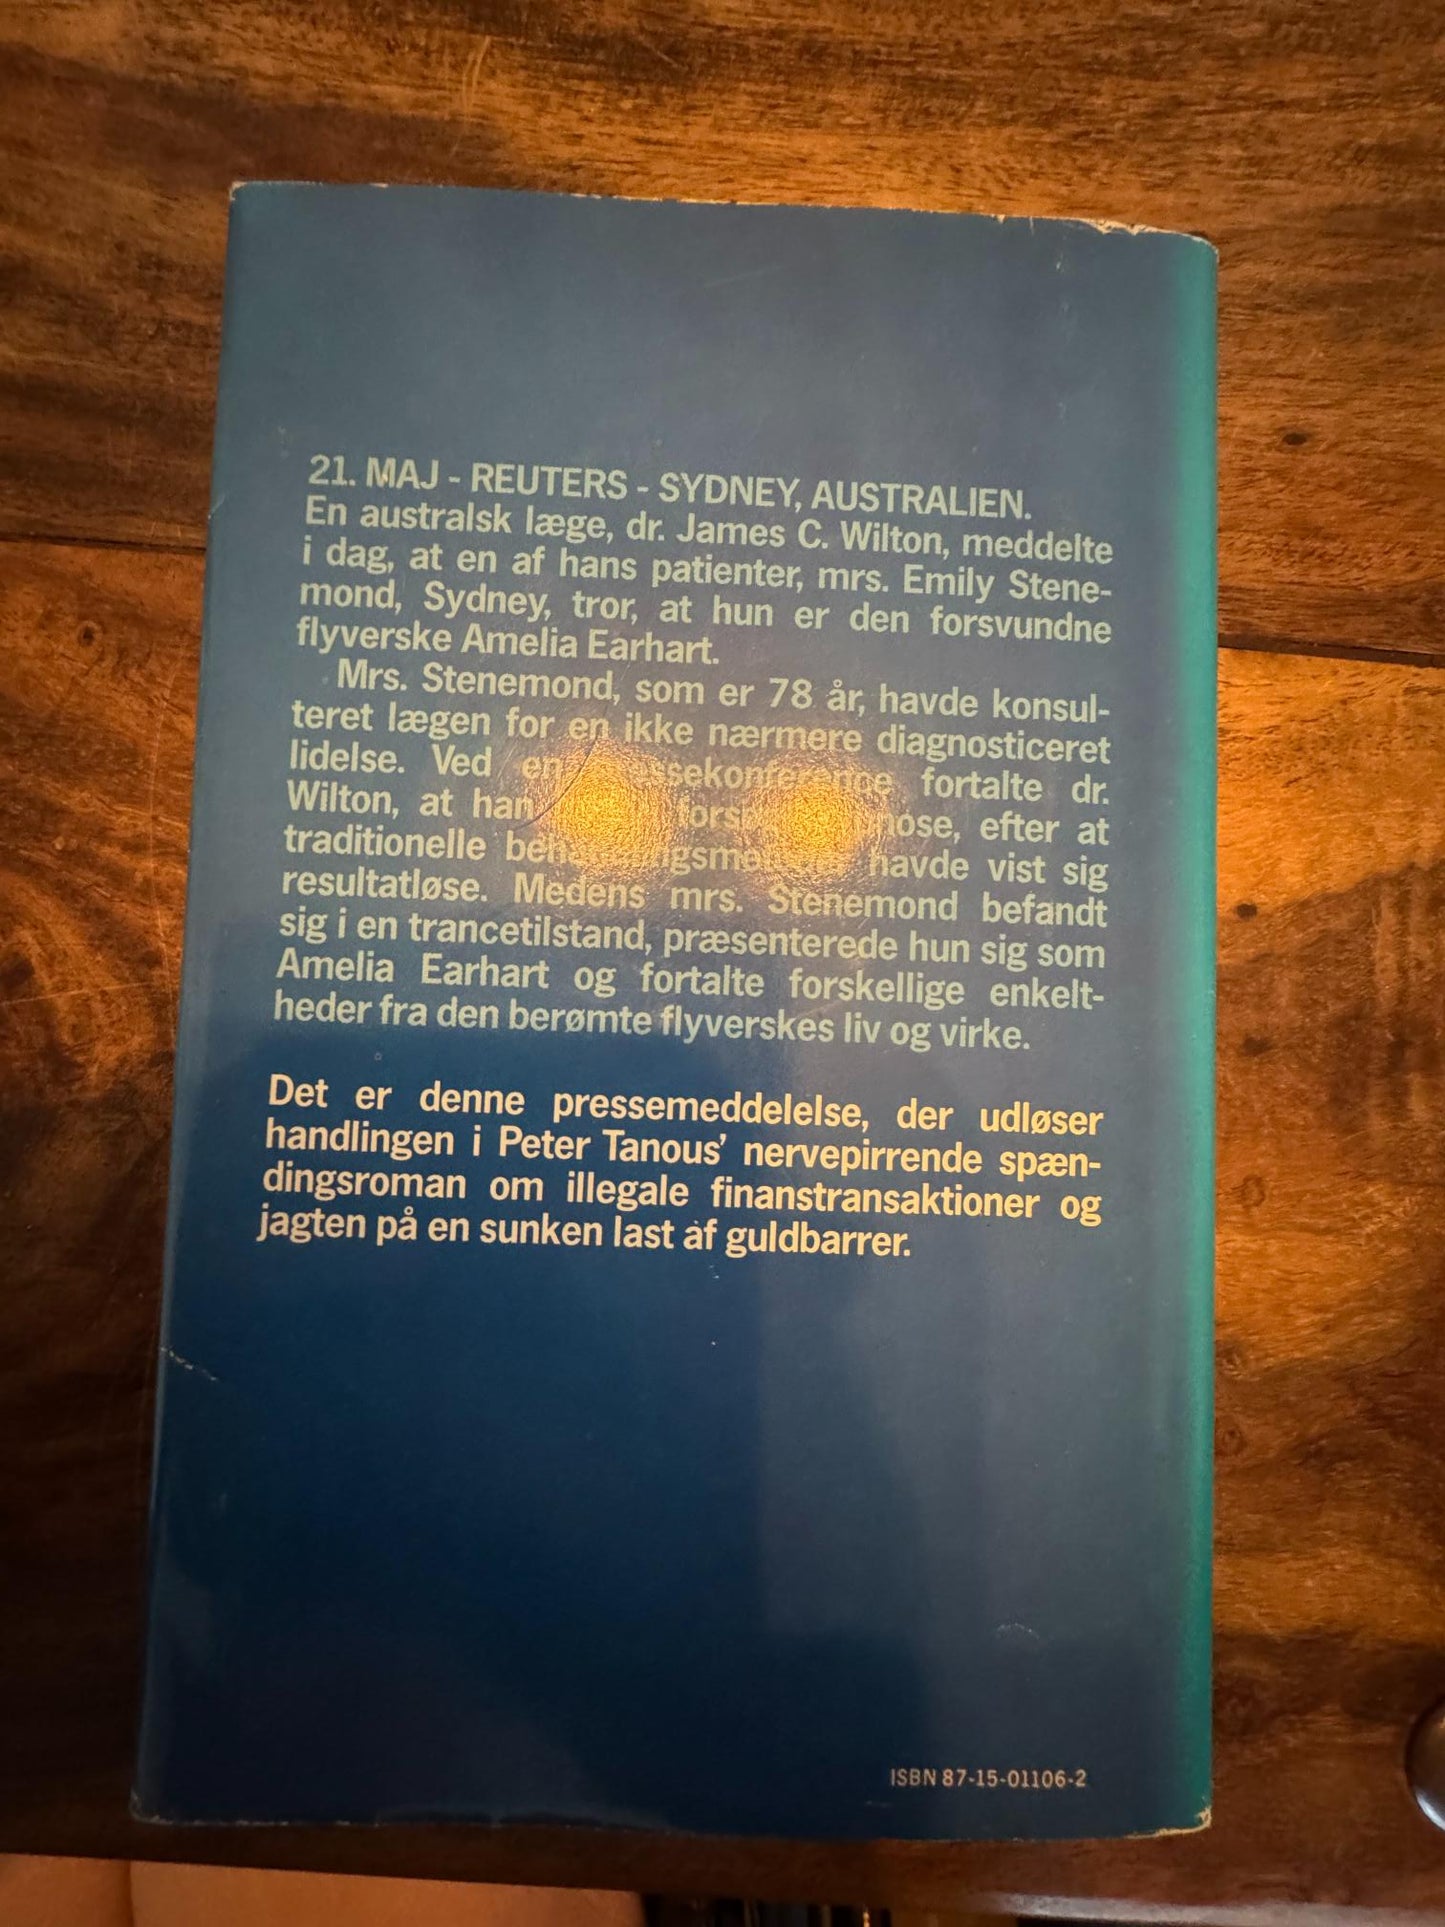 21. MAJ - REUTERS - SYDNEY, AUSTRALIEN.
En australsk læge, dr. James C. Wilton, meddelte
i dag, at en af hans patienter, mrs. Emily Stene-
mond, Sydney, tror, at hun er den forsvundne
flyverske Amelia Earhart.
Mrs. Stenemond, som er 78 år, havde konsul-
teret lægen for en ikke nærmere diagnosticeret
lidelse. Ved en pressekonference fortalte dr.
Wilton, at han efter at
traditionelle behandlingsmetoder havde vist sig
resultatløse. Medens mrs. Stenemond befandt
sig i en trancetilstand, præsenterede hun sig som
Amelia Earhart og fortalte forskellige enkelt-
heder fra den berømte flyverskes liv og virke.
Det er denne pressemeddelelse, der udløser
handlingen i Peter Tanous' nervepirrende spæn-
dingsroman om illegale finanstransaktioner og
jagten på en sunken last af guldbarrer.
ISBN 87-15-01106-2